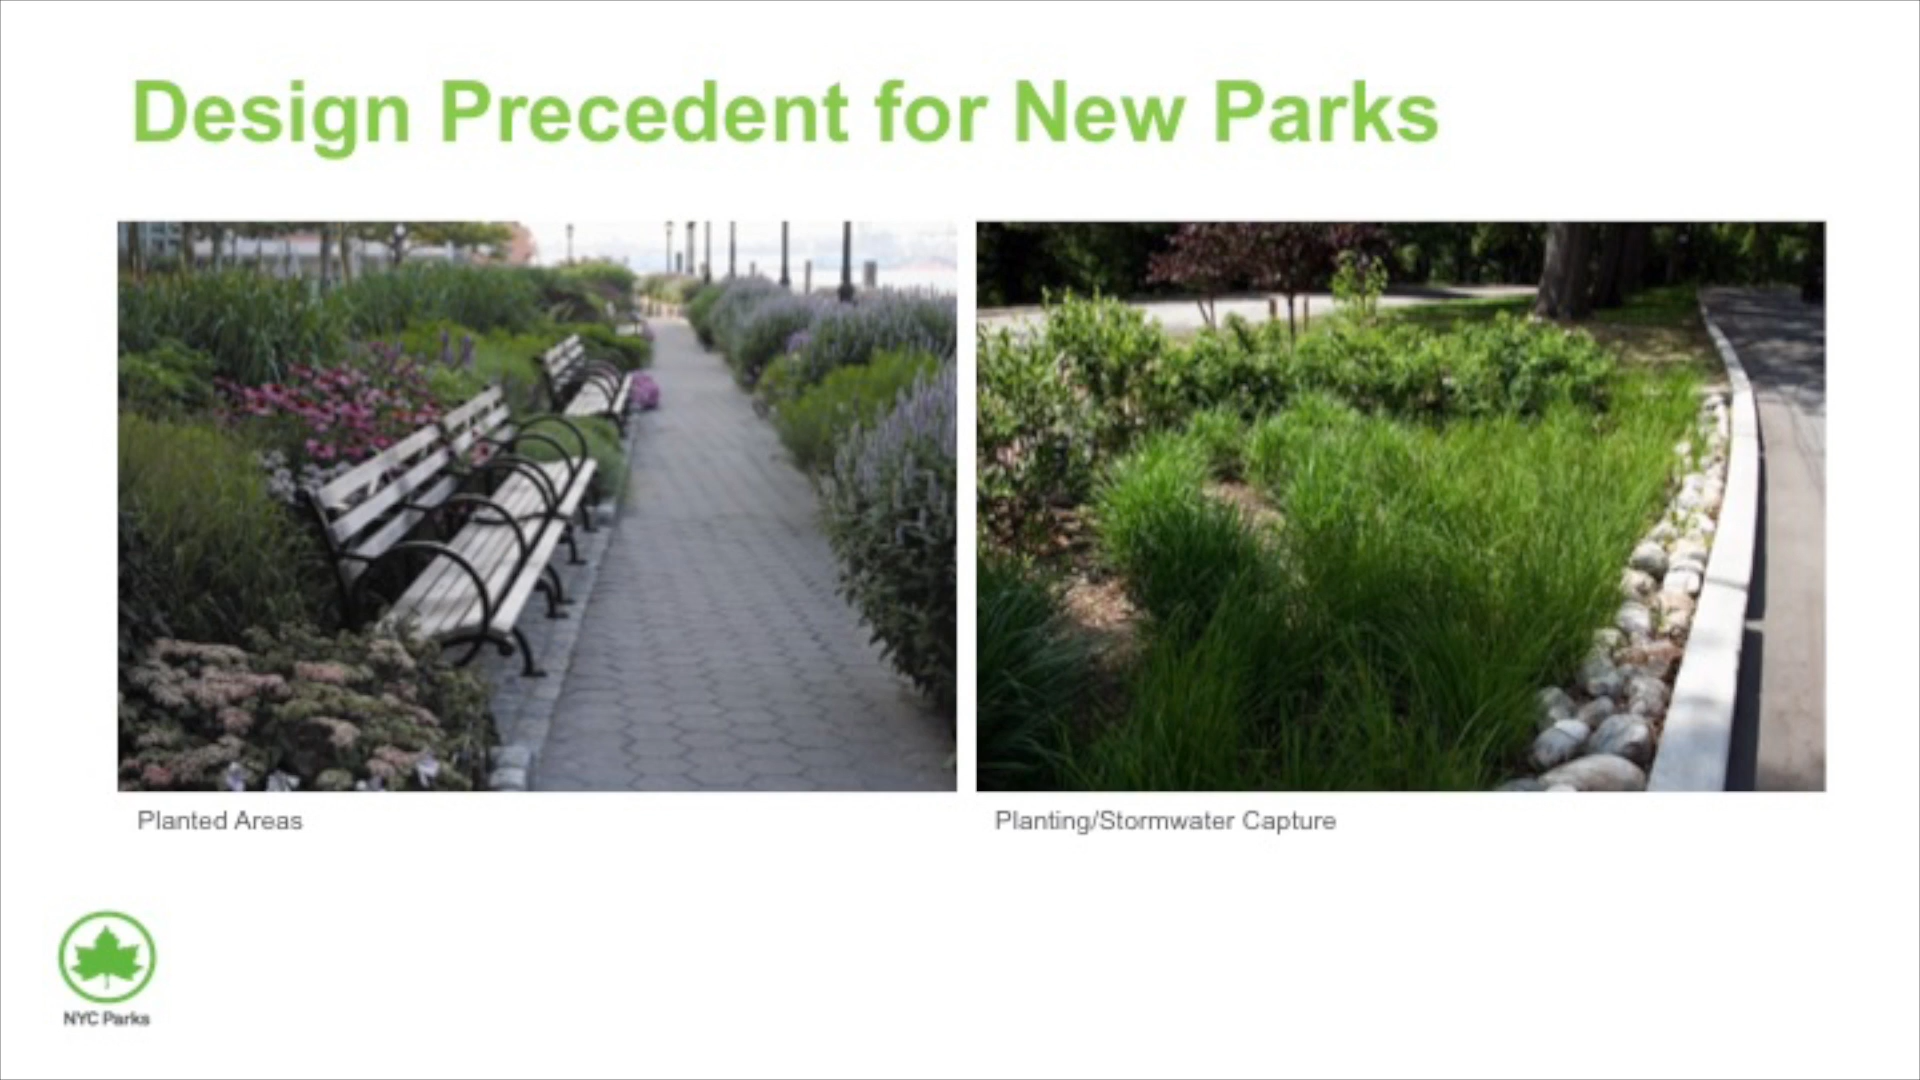 Design Precedent for New Parks
Planted Areas
Planting/Stormwater Capture
NYC Parks